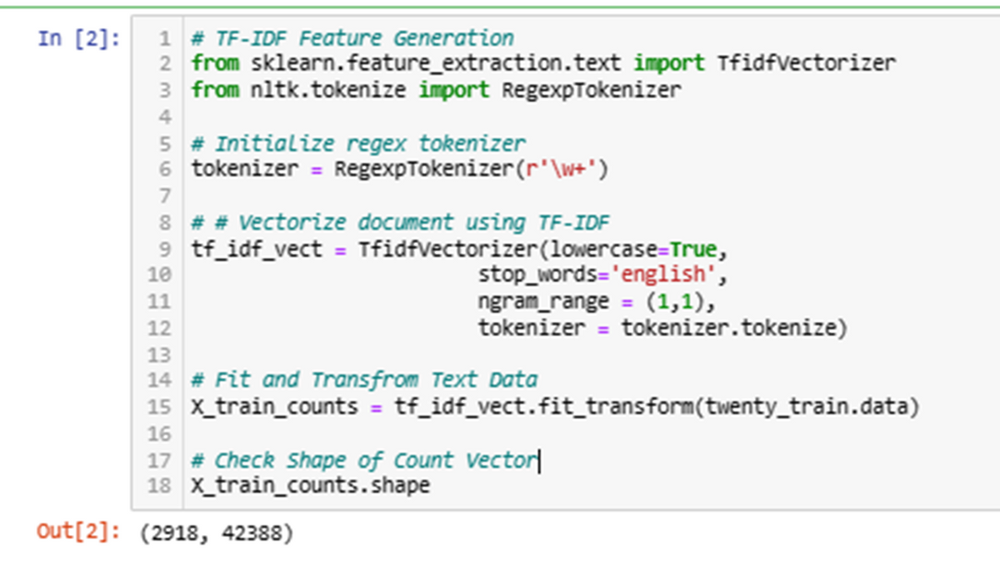 In [2]:
1 # TF-IDF Feature Generation
2 from sklearn.feature_extraction.text import TfidfVectorizer
3 from nltk.tokenize import RegexpTokenizer
4
5 # Initialize regex tokenizer
6 tokenizer = RegexpTokenizer(r'\w+')
7
8 # # Vectorize document using TF-IDF
9 tf_idf_vect = TfidfVectorizer(lowercase=True,
10                         stop_words='english',
11                         ngram_range = (1,1),
12                         tokenizer = tokenizer.tokenize)
13
14 # Fit and Transfrom Text Data
15 X_train_counts = tf_idf_vect.fit_transform(twenty_train.data)
16
17 # Check Shape of Count Vector
18 X_train_counts.shape
Out[2]: (2918, 42388)